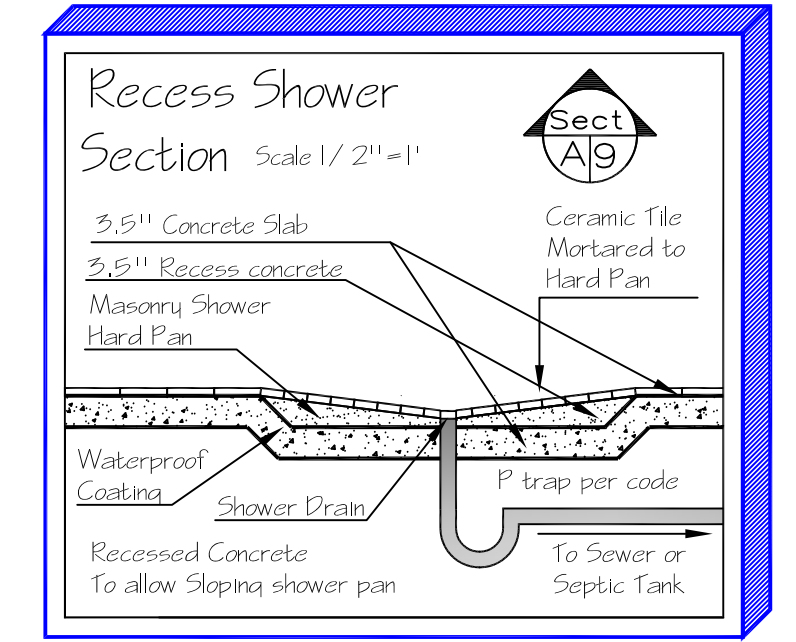 Recess Shower
Section Scale 1/ 2"=1'
Sect
A 9
3.5" Concrete Slab
3.5" Recess concrete
Masonry Shower
Hard Pan
Ceramic Tile
Mortared to
Hard Pan
Waterproof
Coating
Shower Drain
P trap per code
Recessed Concrete
To allow Sloping shower pan
To Sewer or
Septic Tank